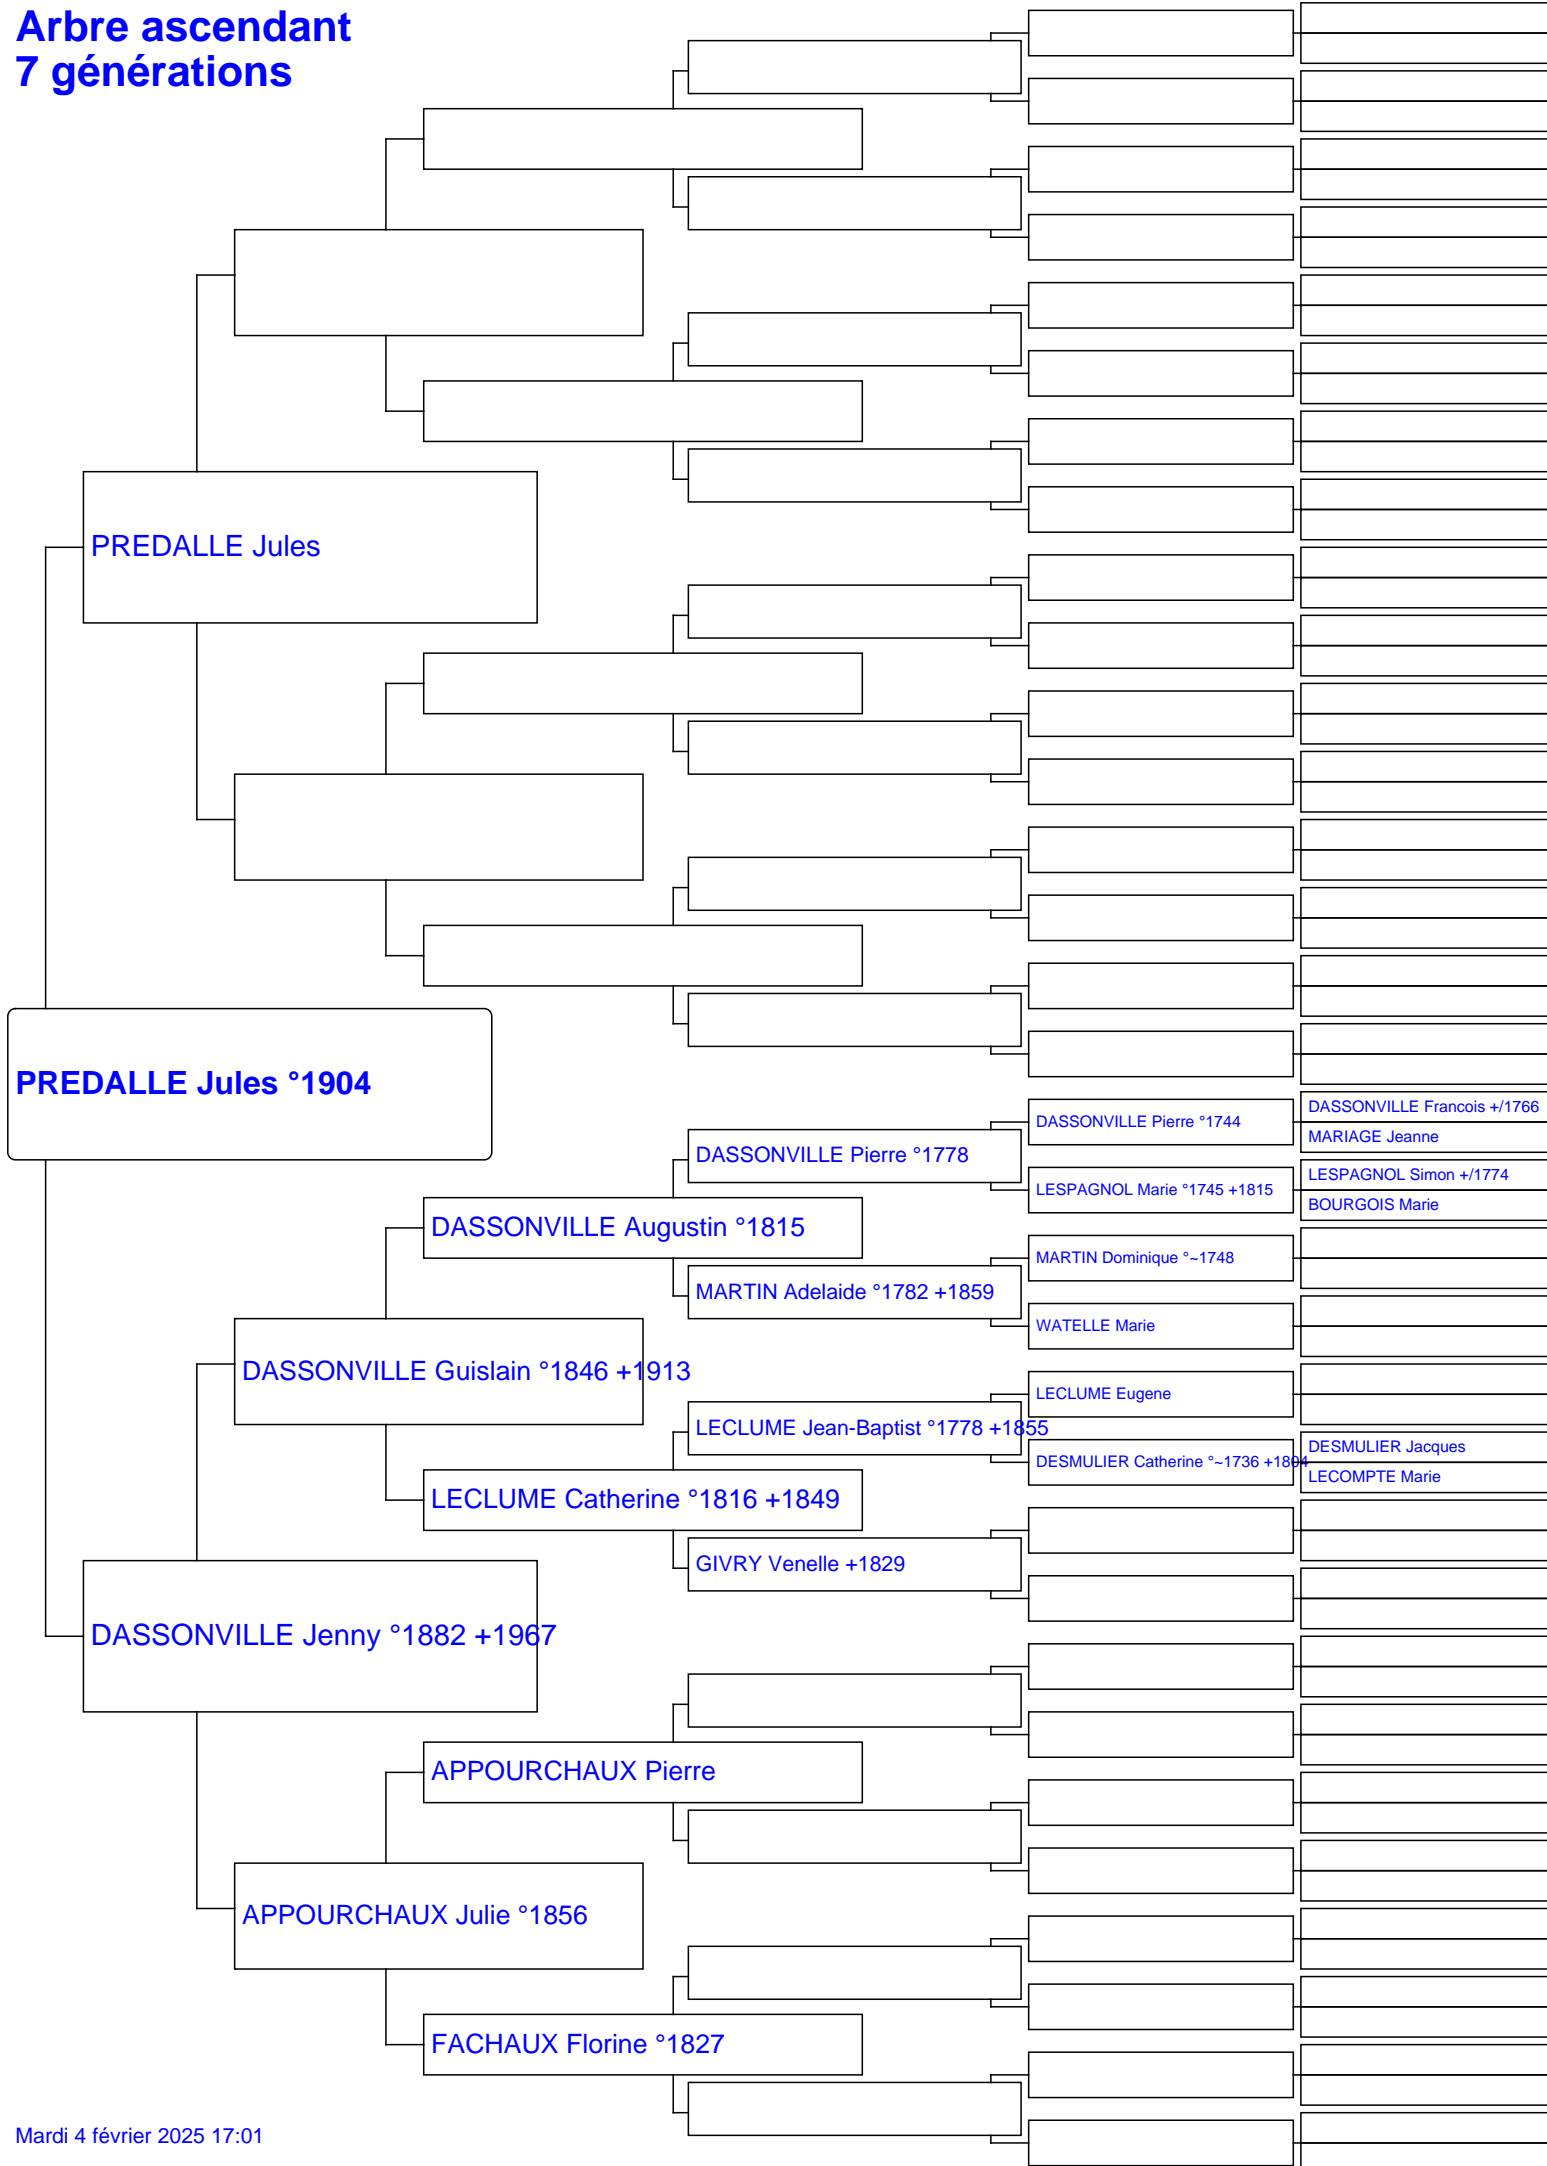 Arbre ascendant
7 générations
PREDALLE Jules
PREDALLE Jules °1904
DASSONVILLE Pierre °1744
DASSONVILLE Francois +/1766
MARIAGE Jeanne
DASSONVILLE Pierre °1778
LESPAGNOL Marie °1745 +1815
LESPAGNOL Simon +/1774
BOURGOIS Marie
DASSONVILLE Augustin °1815
MARTIN Dominique °~1748
MARTIN Adelaide °1782 +1859
WATELLE Marie
DASSONVILLE Guislain °1846 +1913
LECLUME Eugene
LECLUME Jean-Baptist °1778 +1855
DESMULIER Catherine °~1736 +1804
DESMULIER Jacques
LECOMPTE Marie
LECLUME Catherine °1816 +1849
GIVRY Venelle +1829
DASSONVILLE Jenny °1882 +1967
APPOURCHAUX Pierre
APPOURCHAUX Julie °1856
FACHAUX Florine °1827
Mardi 4 février 2025 17:01